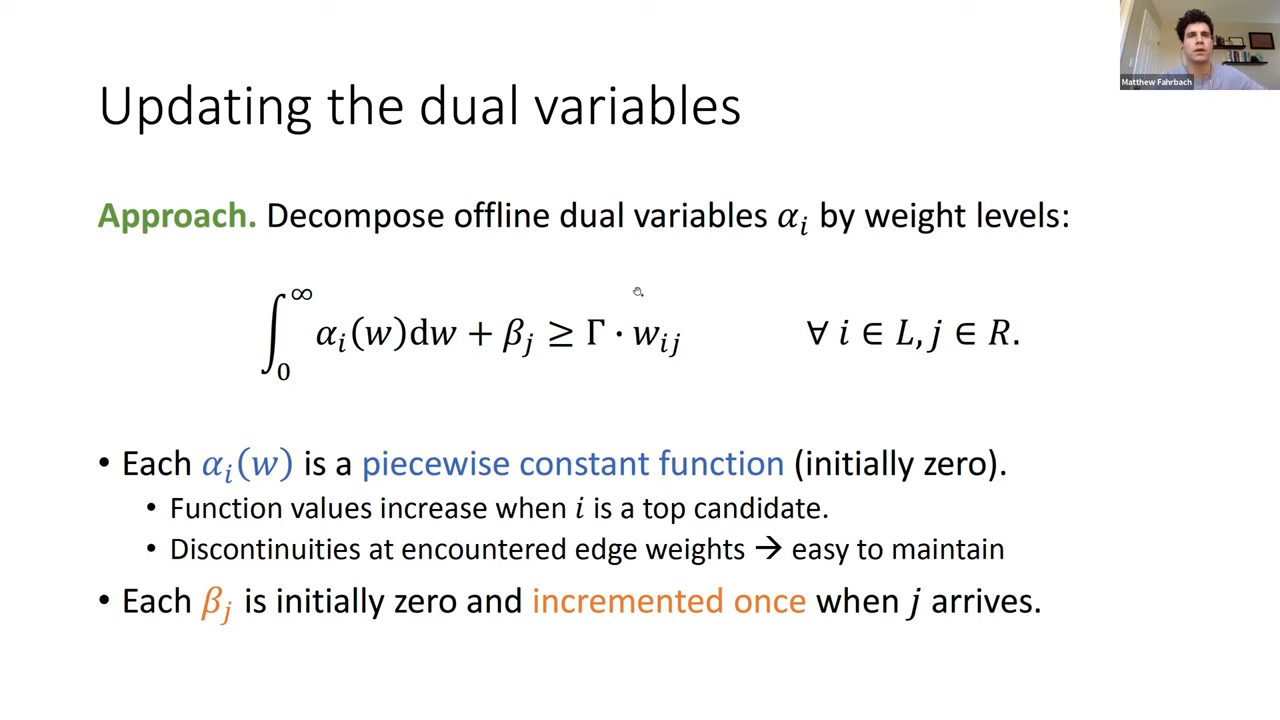 Matthew Fahrbach
Updating the dual variables
Approach. Decompose offline dual variables αᵢ by weight levels:
∫₀^∞ αᵢ(w)dw + βⱼ ≥ Γ · wᵢⱼ ∀ i ∈ L, j ∈ R.
• Each αᵢ(w) is a piecewise constant function (initially zero).
• Function values increase when i is a top candidate.
• Discontinuities at encountered edge weights → easy to maintain
• Each βⱼ is initially zero and incremented once when j arrives.